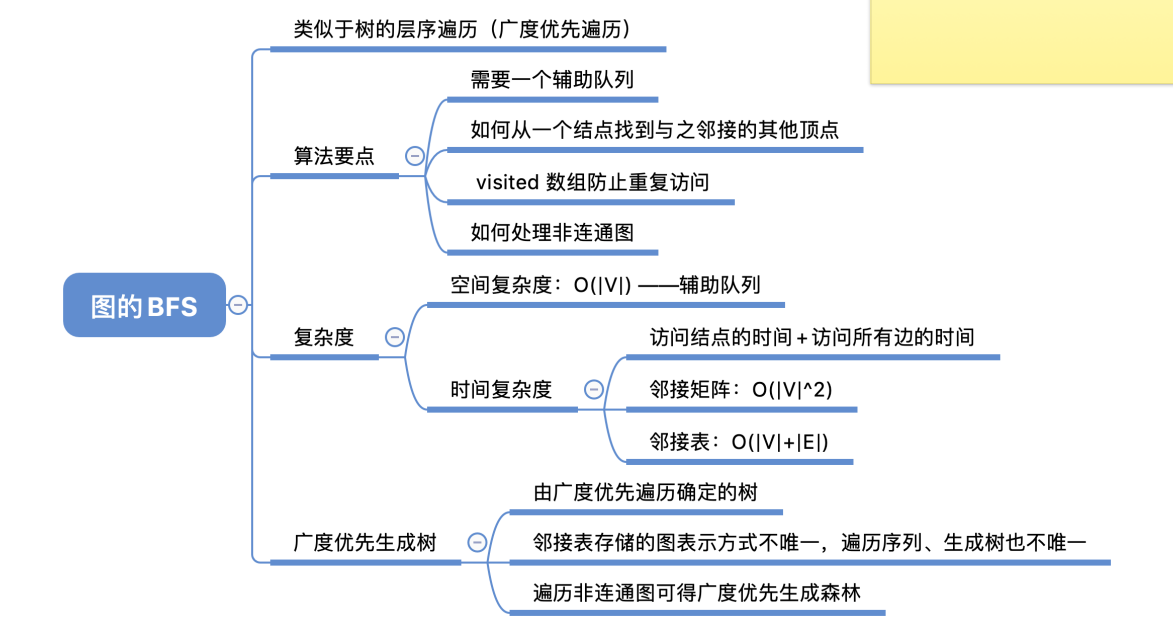 类似于树的层序遍历（广度优先遍历）
需要一个辅助队列
如何从一个结点找到与之邻接的其他顶点
算法要点
visited 数组防止重复访问
如何处理非连通图
空间复杂度：O(|V|) ——辅助队列
图的BFS
复杂度
访问结点的时间+访问所有边的时间
时间复杂度
邻接矩阵：O(|V|^2)
邻接表：O(|V|+|E|)
由广度优先遍历确定的树
广度优先生成树
邻接表存储的图表示方式不唯一，遍历序列、生成树也不唯一
遍历非连通图可得广度优先生成森林